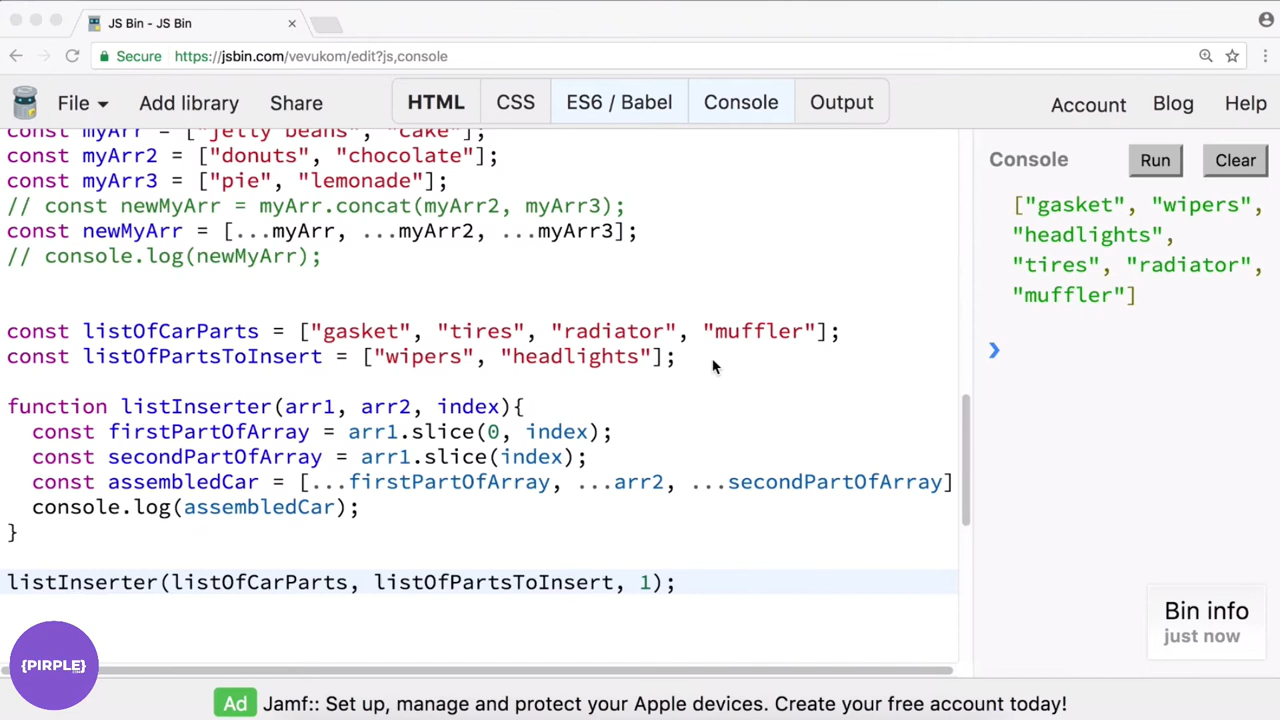 JS Bin - JS Bin
Secure https://jsbin.com/vevukom/edit?js,console
File Add library Share HTML CSS ES6 / Babel Console Output Account Blog Help
const myArr = ["jelly beans", "cake"];
const myArr2 = ["donuts", "chocolate"];
const myArr3 = ["pie", "lemonade"];
// const newMyArr = myArr.concat(myArr2, myArr3);
const newMyArr = [...myArr, ...myArr2, ...myArr3];
// console.log(newMyArr);
const listOfCarParts = ["gasket", "tires", "radiator", "muffler"];
const listOfPartsToInsert = ["wipers", "headlights"];
function listInserter(arr1, arr2, index){
const firstPartOfArray = arr1.slice(0, index);
const secondPartOfArray = arr1.slice(index);
const assembledCar = [...firstPartOfArray, ...arr2, ...secondPartOfArray]
console.log(assembledCar);
}
listInserter(listOfCarParts, listOfPartsToInsert, 1);
Console Run Clear
["gasket", "wipers",
"headlights",
"tires", "radiator",
"muffler"]
Bin info
just now
{PIRPLE}
Ad Jamf:: Set up, manage and protect your Apple devices. Create your free account today!